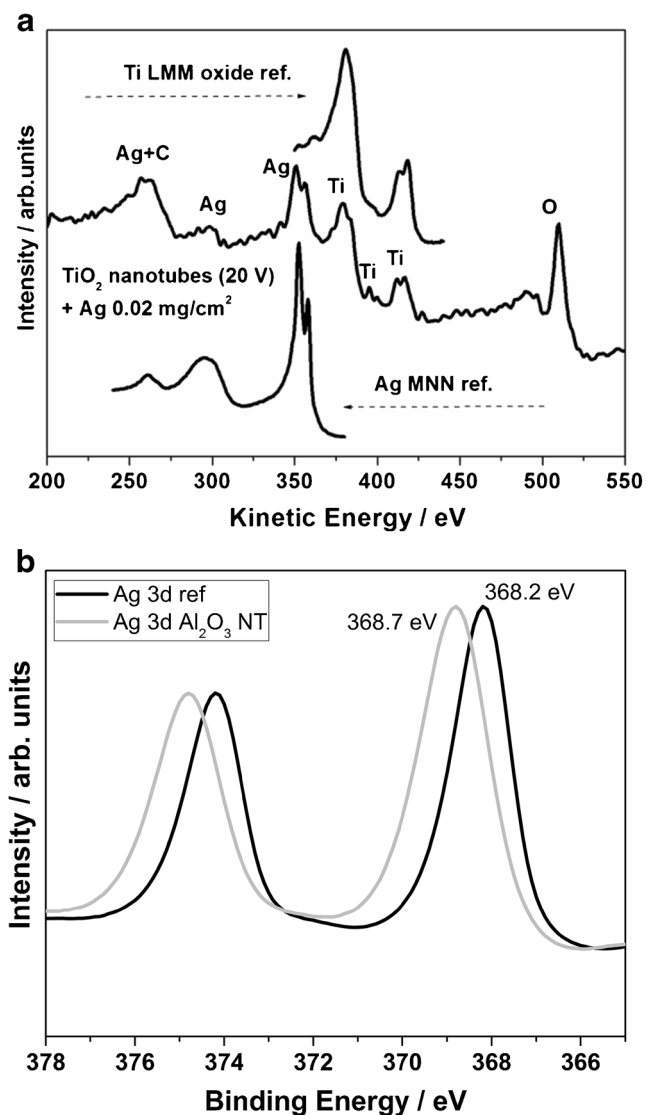 a
Ti LMM oxide ref.
Ag+C
Ag
Ag
Ti
Ti
Ti
O
TiO₂ nanotubes (20 V)
+ Ag 0.02 mg/cm²
Ag MNN ref.
Intensity / arb.units
200 250 300 350 400 450 500 550
Kinetic Energy / eV
b
Ag 3d ref
Ag 3d Al₂O₃ NT
368.7 eV
368.2 eV
Intensity / arb. units
378 376 374 372 370 368 366
Binding Energy / eV